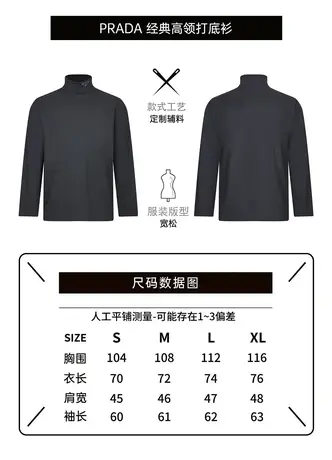 PRADA 经典高领打底衫
款式工艺
定制辅料
服装版型
宽松
尺码数据图
人工平铺测量-可能存在1~3偏差
SIZE S M L XL
胸围 104 108 112 116
衣长 70 72 74 76
肩宽 45 46 47 48
袖长 60 61 62 63